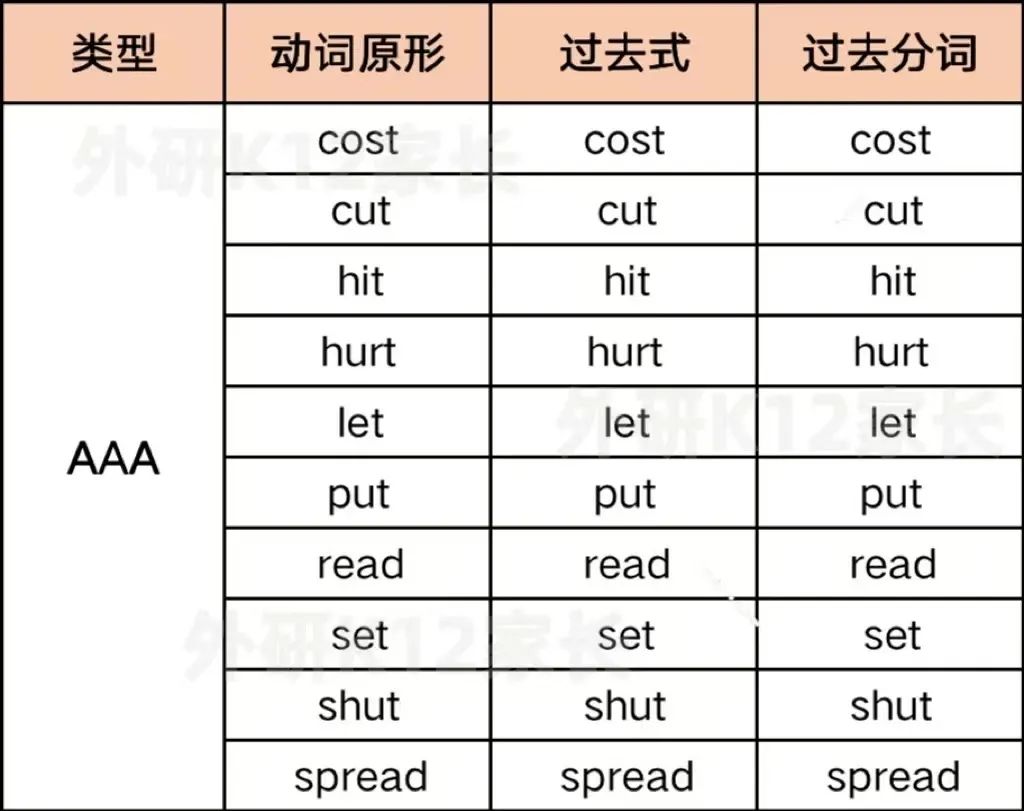 类型 动词原形 过去式 过去分词
外研K12家长
cost cost cost
cut cut cut
hit hit hit
hurt hurt hurt
外研K12家长
let let let
AAA
put put put
read read read
外研K12家长
set set set
shut shut shut
spread spread spread